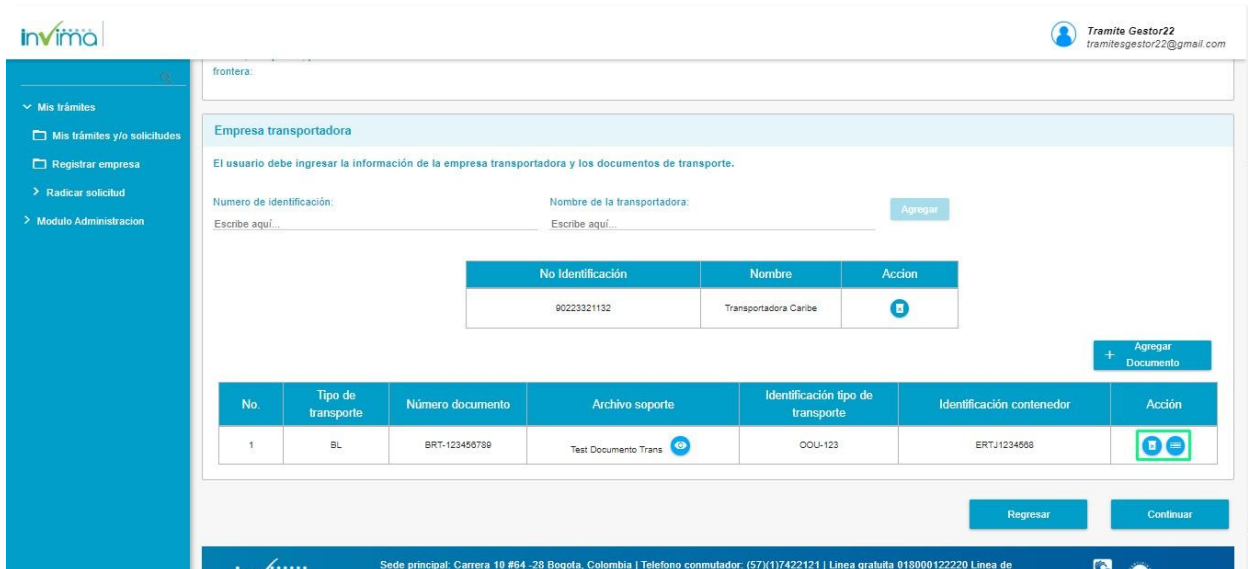 invima
Tramite Gestor22
tramitesgestor22@gmail.com
frontera:
Mis trámites
Mis trámites y/o solicitudes
Registrar empresa
Radicar solicitud
Modulo Administracion
Empresa transportadora
El usuario debe ingresar la información de la empresa transportadora y los documentos de transporte.
Numero de identificación:
Nombre de la transportadora:
Escribe aquí...
Escribe aquí...
Agregar
No Identificación Nombre Accion
90223321132 Transportadora Caribe
+ Agregar
Documento
No. Tipo de transporte Número documento Archivo soporte Identificación tipo de transporte Identificación contenedor Acción
1 BL BRT-123456789 Test Documento Trans OOU-123 ERTJ1234568
Regresar
Continuar
Sede principal: Carrera 10 #64 -28 Bogota, Colombia | Telefono conmutador: (57)(1)7422121 | Linea gratuita 018000122220 Linea de